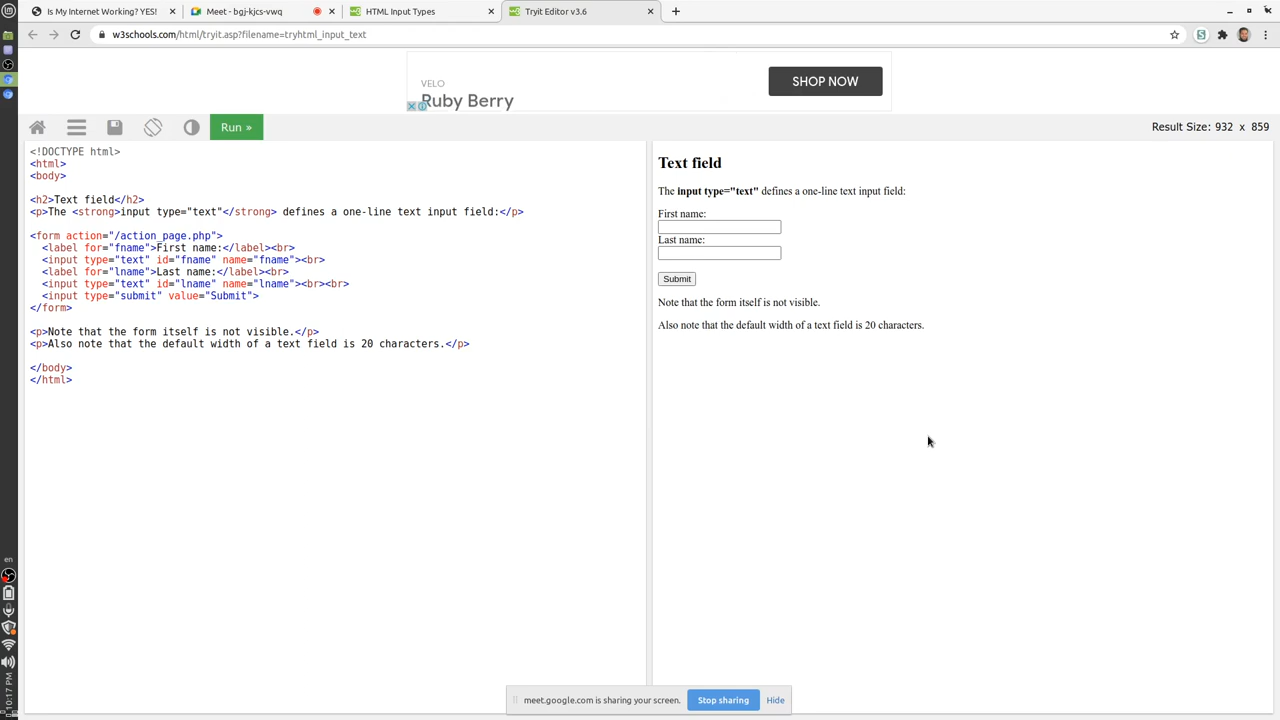 Is My Internet Working? YES!
Meet - bgj-kjcs-vwq
HTML Input Types
Tryit Editor v3.6
w3schools.com/html/tryit.asp?filename=tryhtml_input_text
VELO
Ruby Berry
SHOP NOW
Run »
Result Size: 932 x 859
<!DOCTYPE html>
<html>
<body>
<h2>Text field</h2>
<p>The <strong>input type="text"</strong> defines a one-line text input field:</p>
<form action="/action_page.php">
<label for="fname">First name:</label><br>
<input type="text" id="fname" name="fname"><br>
<label for="lname">Last name:</label><br>
<input type="text" id="lname" name="lname"><br><br>
<input type="submit" value="Submit">
</form>
<p>Note that the form itself is not visible.</p>
<p>Also note that the default width of a text field is 20 characters.</p>
</body>
</html>
Text field
The input type="text" defines a one-line text input field:
First name:
Last name:
Submit
Note that the form itself is not visible.
Also note that the default width of a text field is 20 characters.
en
10:17 PM
meet.google.com is sharing your screen.
Stop sharing
Hide